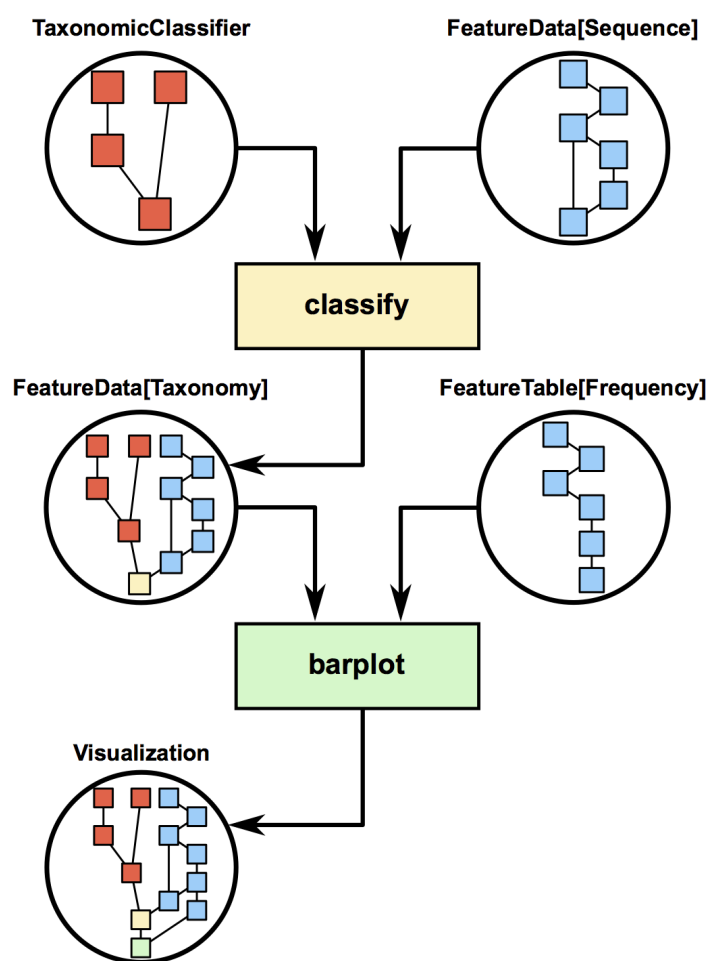 TaxonomicClassifier
FeatureData[Sequence]
classify
FeatureData[Taxonomy]
FeatureTable[Frequency]
barplot
Visualization